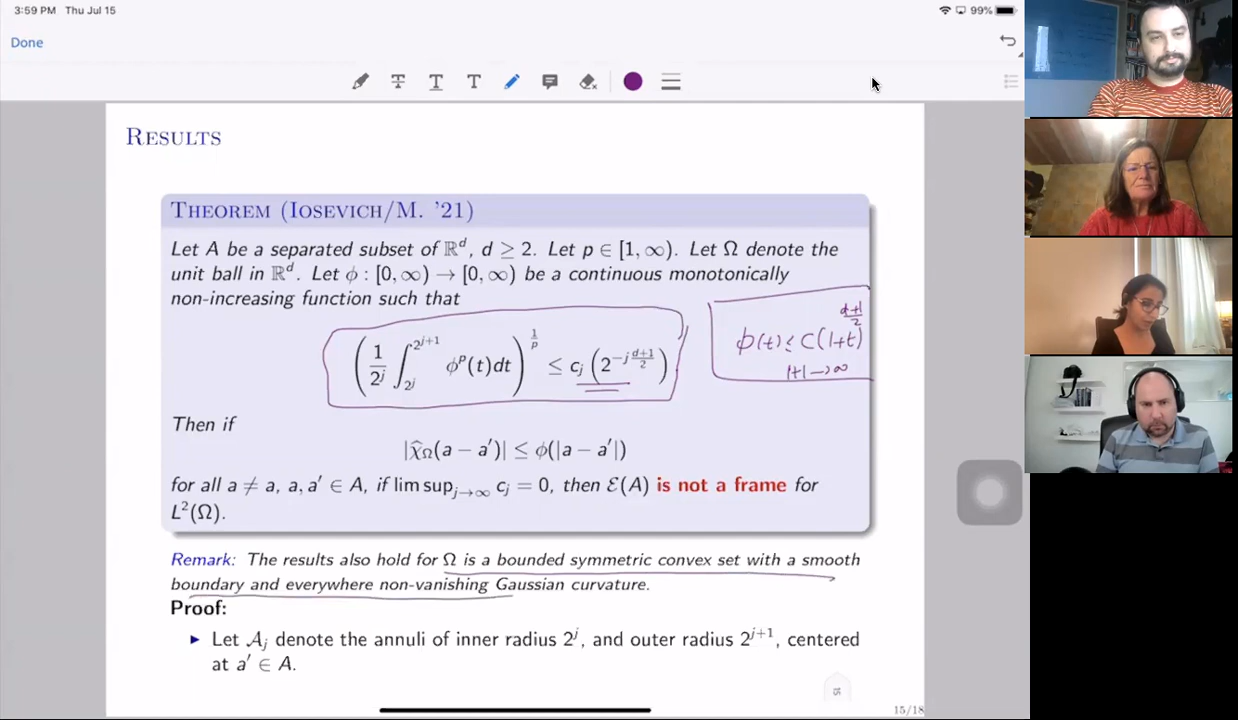 3:59 PM Thu Jul 15
99%
Done
RESULTS
THEOREM (IOSEVICH/M. '21)
Let A be a separated subset of ℝᵈ, d ≥ 2. Let p ∈ [1, ∞). Let Ω denote the
unit ball in ℝᵈ. Let ϕ : [0, ∞) → [0, ∞) be a continuous monotonically
non-increasing function such that
(1/2^j ∫_{2^j}^{2^{j+1}} ϕ^p(t)dt)^{1/p} ≤ c_j (2^{-j (d+1)/2})
ϕ(t) ≤ C(1+t)^{d+1/2}
|t| → ∞
Then if
|χ̂_Ω(a − a′)| ≤ ϕ(|a − a′|)
for all a ≠ a, a, a′ ∈ A, if lim sup_{j→∞} c_j = 0, then ℰ(A) is not a frame for
L²(Ω).
Remark: The results also hold for Ω is a bounded symmetric convex set with a smooth
boundary and everywhere non-vanishing Gaussian curvature.
Proof:
► Let 𝒜_j denote the annuli of inner radius 2^j, and outer radius 2^{j+1}, centered
at a′ ∈ A.
15
15/18